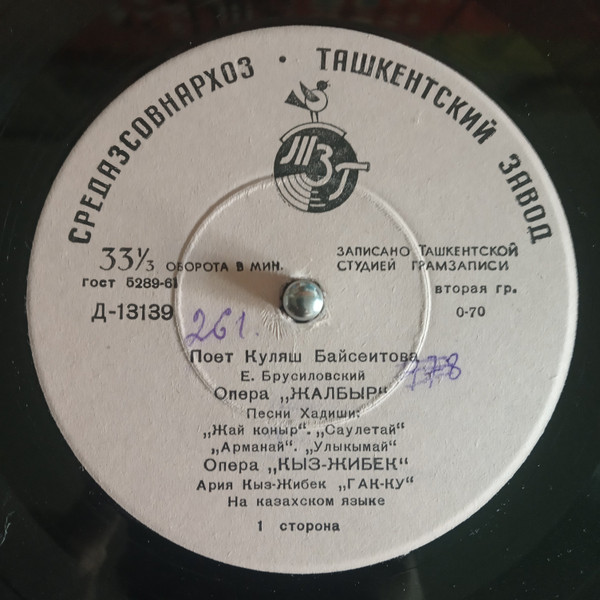 СРЕДАЗСОВНАРХОЗ · ТАШКЕНТСКИЙ ЗАВОД
ТЗГ
33⅓ ОБОРОТА В МИН.
ГОСТ 5289-61
Д-13139
ЗАПИСАНО ТАШКЕНТСКОЙ
СТУДИЕЙ ГРАМЗАПИСИ
вторая гр.
0-70
261.
Поет Куляш Байсеитова
778
Е. Брусиловский
Опера „ЖАЛБЫР"
Песни Хадиши:
„Жай коныр". „Саулетай"
„Арманай". „Улыкымай"
Опера „КЫЗ-ЖИБЕК"
Ария Кыз-Жибек „ГАК-КУ"
На казахском языке
1 сторона